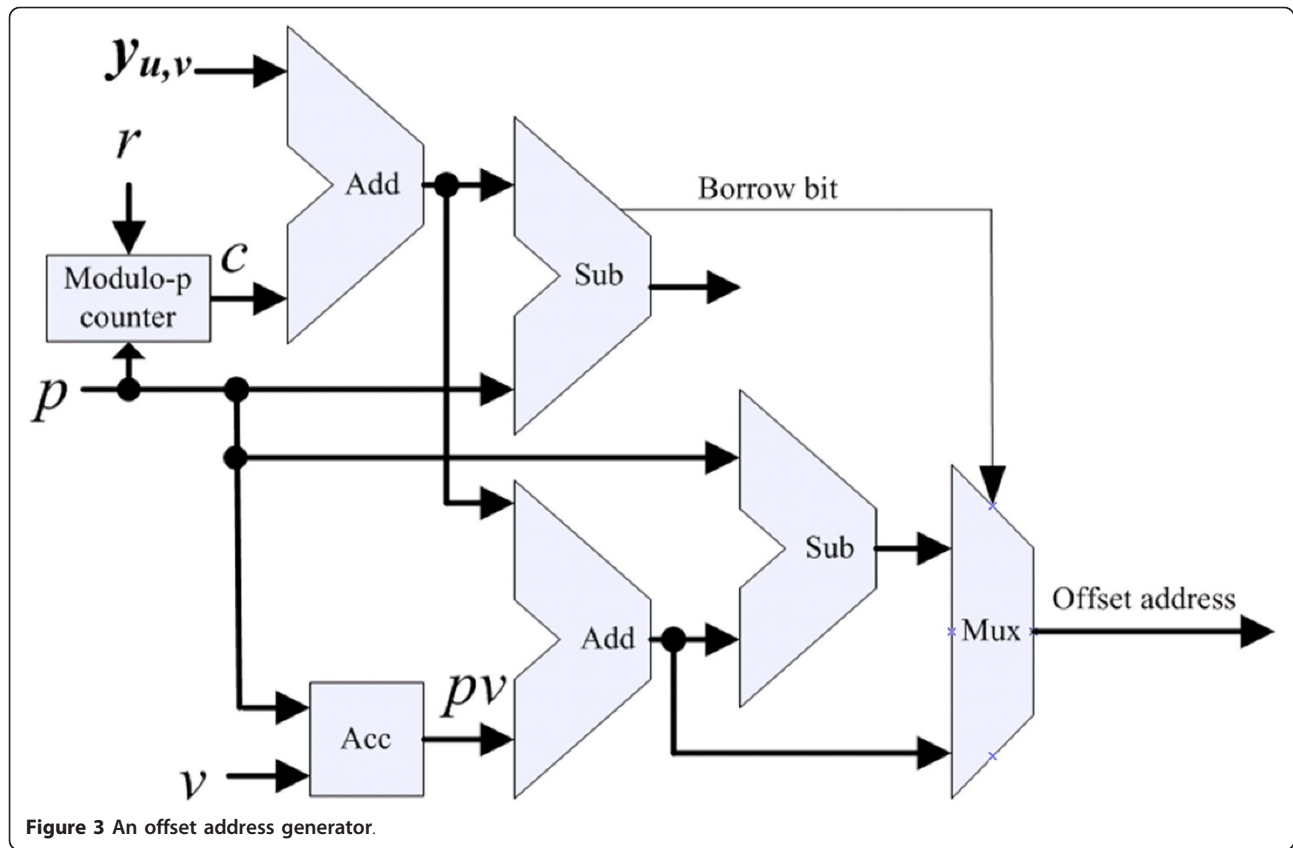 yu,v
r
Add
Borrow bit
c
Modulo-p
counter
Sub
p
Sub
Offset address
Add
Mux
pv
Acc
v
Figure 3 An offset address generator.